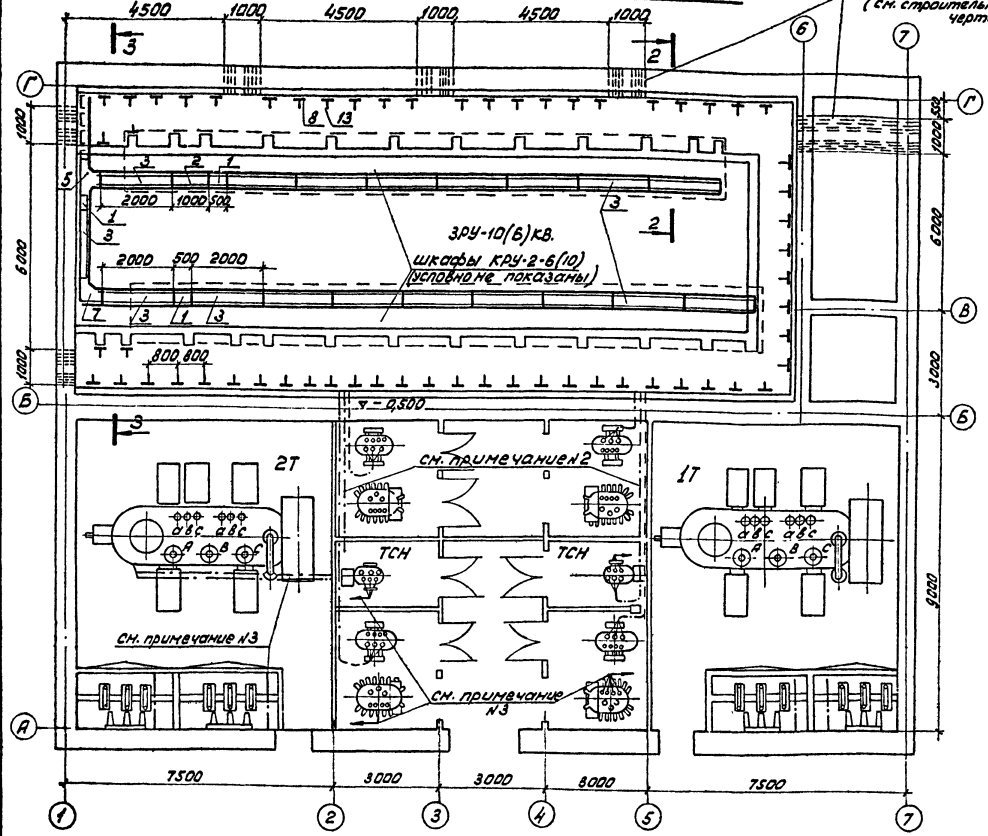 4500 1000 4500 1000 4500 1000
(см. строитель
черт
3 2 6 7
Г Г
8 13
1000 550
1000
3 2 1
5
2000 1000 500
3
1
3
2
6000 6000
ЗРУ-10(6) КВ.
шкафы КРУ-2-6(10)
(условно не показаны)
2000 500 2000
7 3 1 3
В
800 800
1000 3000
Б Б
-0,500
3
2Т см. примечание №2 1Т
а в с а в с а в с а в с
А В С А В С
ТСН ТСН
9000
см. примечание №3
см. примечание
№3
А
7500 3000 3000 6000 7500
1 2 3 4 5 7